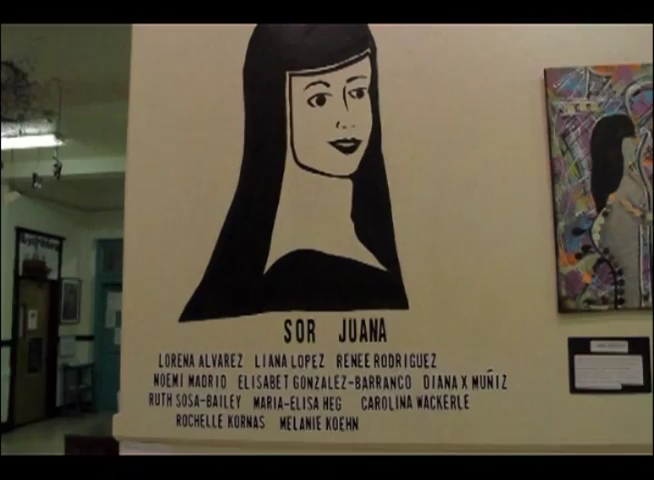 SOR JUANA
LORENA ALVAREZ LIANA LOPEZ RENEE RODRIGUEZ
NOEMI MADRID ELISABET GONZALEZ-BARRANCO DIANA X MUÑIZ
RUTH SOSA-BAILEY MARIA-ELISA HEG CAROLINA WACKERLE
ROCHELLE KORNAS MELANIE KOEHN